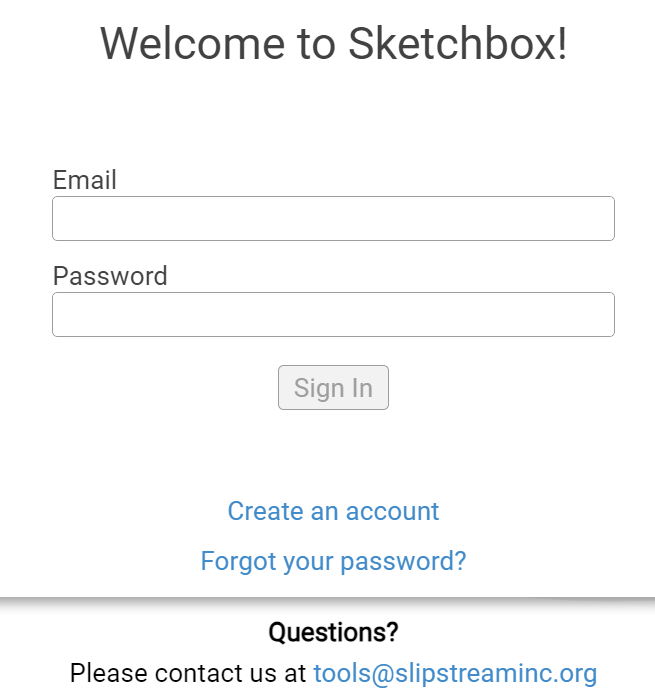 Welcome to Sketchbox!
Email
Password
Sign In
Create an account
Forgot your password?
Questions?
Please contact us at tools@slipstreaminc.org